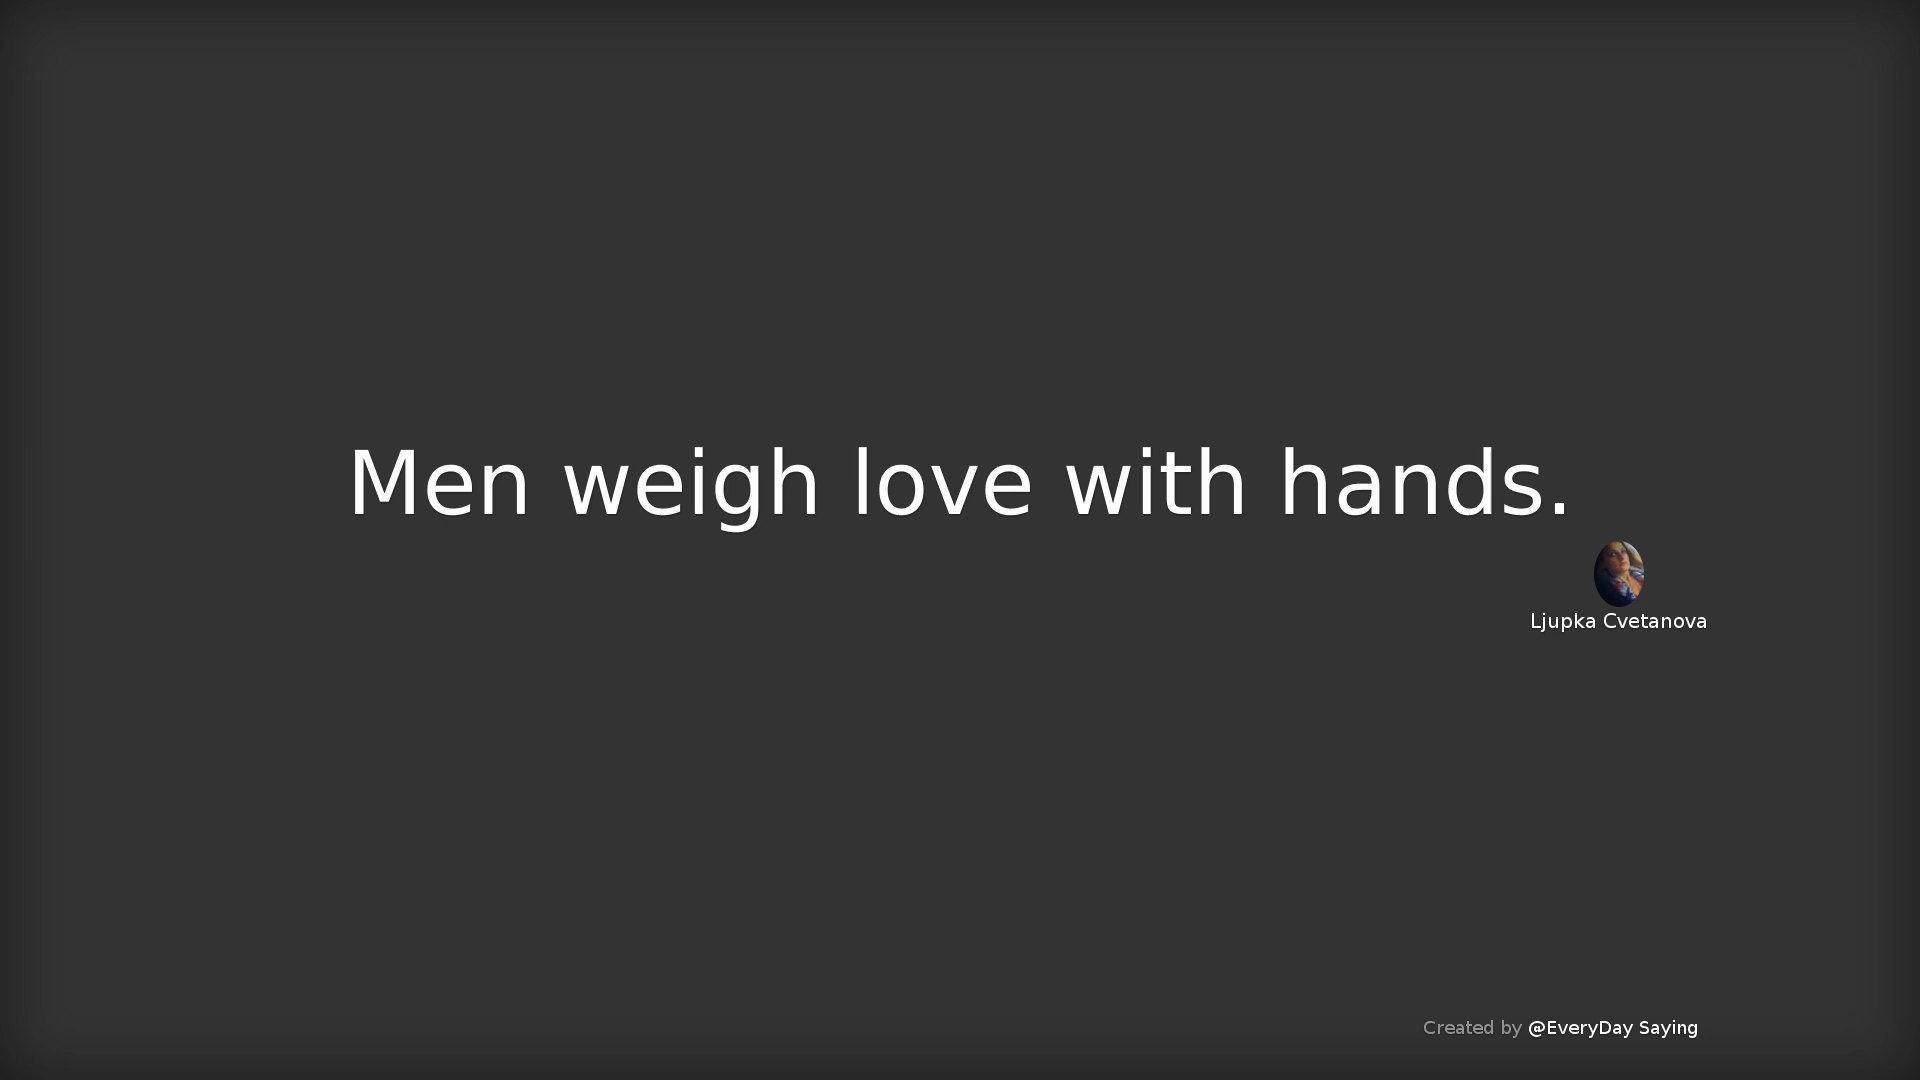 Men weigh love with hands.
Ljupka Cvetanova
Created by @EveryDay Saying